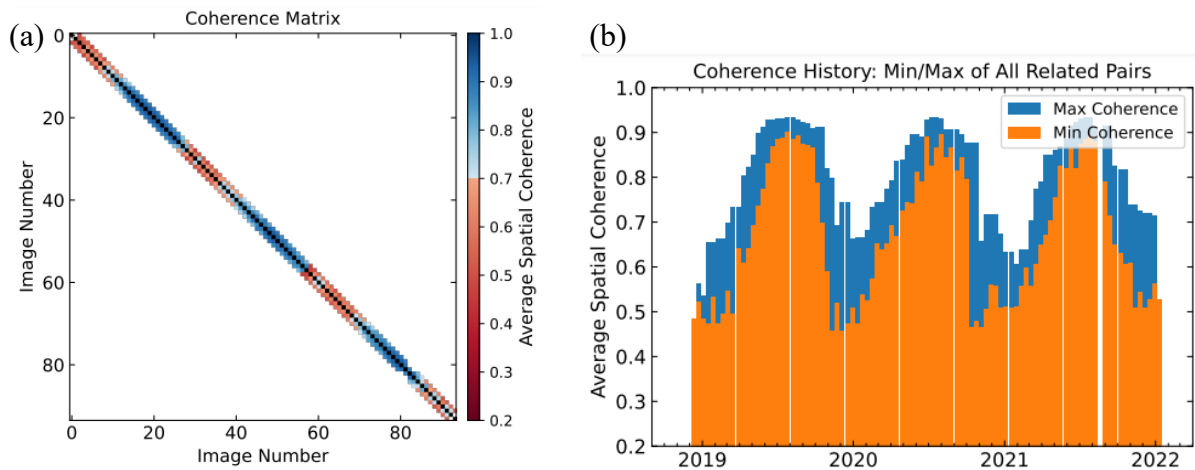 (a)
Coherence Matrix
0
20
40
60
80
Image Number
0 20 40 60 80
Image Number
1.0
0.9
0.8
0.7
0.6
0.5
0.4
0.3
0.2
Average Spatial Coherence
(b)
Coherence History: Min/Max of All Related Pairs
1.0
0.9
0.8
0.7
0.6
0.5
0.4
0.3
0.2
Average Spatial Coherence
Max Coherence
Min Coherence
2019 2020 2021 2022